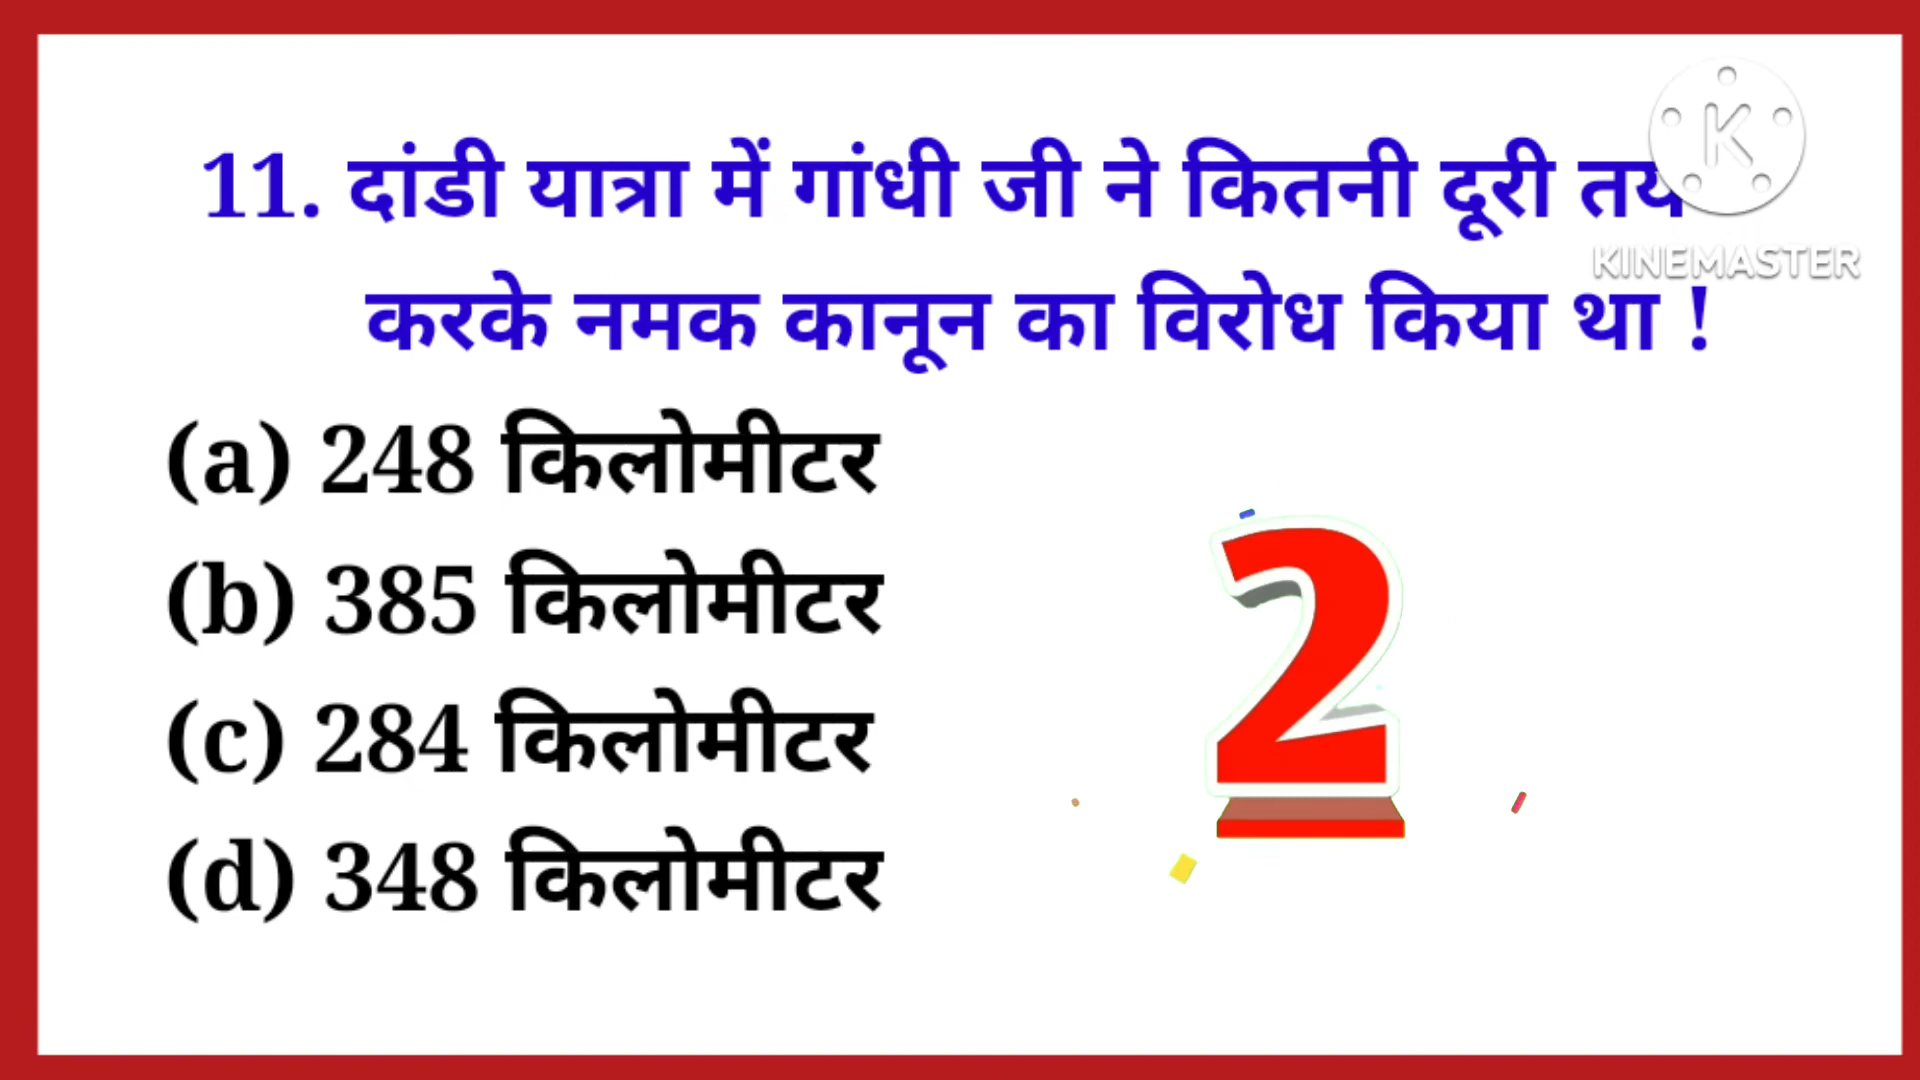 11. दांडी यात्रा में गांधी जी ने कितनी दूरी तय
K
KINEMASTER
करके नमक कानून का विरोध किया था !
(a) 248 किलोमीटर
(b) 385 किलोमीटर
(c) 284 किलोमीटर
(d) 348 किलोमीटर
2